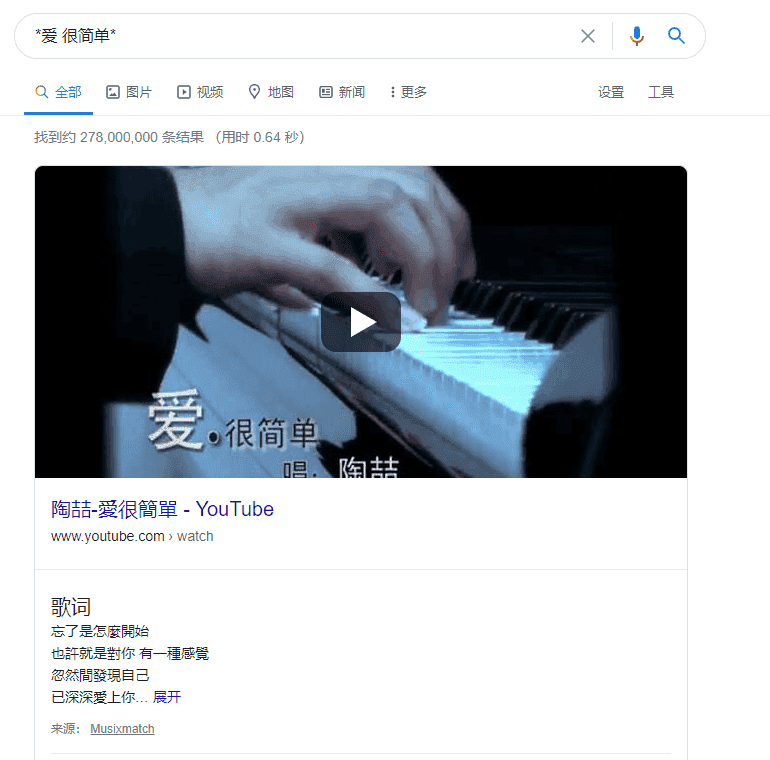 *爱 很简单*
全部 图片 视频 地图 新闻 更多 设置 工具
找到约 278,000,000 条结果 （用时 0.64 秒）
爱.很简单
唱: 陶喆
陶喆-愛很簡單 - YouTube
www.youtube.com › watch
歌词
忘了是怎麼開始
也許就是對你 有一種感覺
忽然間發現自己
已深深愛上你... 展开
来源： Musixmatch